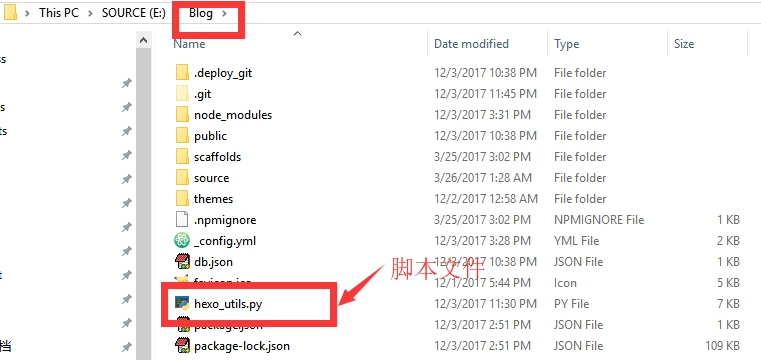 This PC > SOURCE (E:) > Blog >
Name Date modified Type Size
.deploy_git 12/3/2017 10:38 PM File folder
.git 12/3/2017 11:45 PM File folder
node_modules 12/3/2017 3:31 PM File folder
public 12/3/2017 10:38 PM File folder
scaffolds 3/25/2017 3:02 PM File folder
source 3/26/2017 1:28 AM File folder
themes 12/2/2017 12:58 AM File folder
.npmignore 3/25/2017 3:02 PM NPMIGNORE File 1 KB
_config.yml 12/3/2017 3:28 PM YML File 2 KB
db.json 12/3/2017 10:38 PM JSON File
脚本文件
favicon.ico 12/1/2017 5:44 PM Icon 5 KB
hexo_utils.py 12/3/2017 11:30 PM PY File 7 KB
package.json 12/3/2017 2:51 PM JSON File 1 KB
package-lock.json 12/3/2017 2:51 PM JSON File 109 KB
档